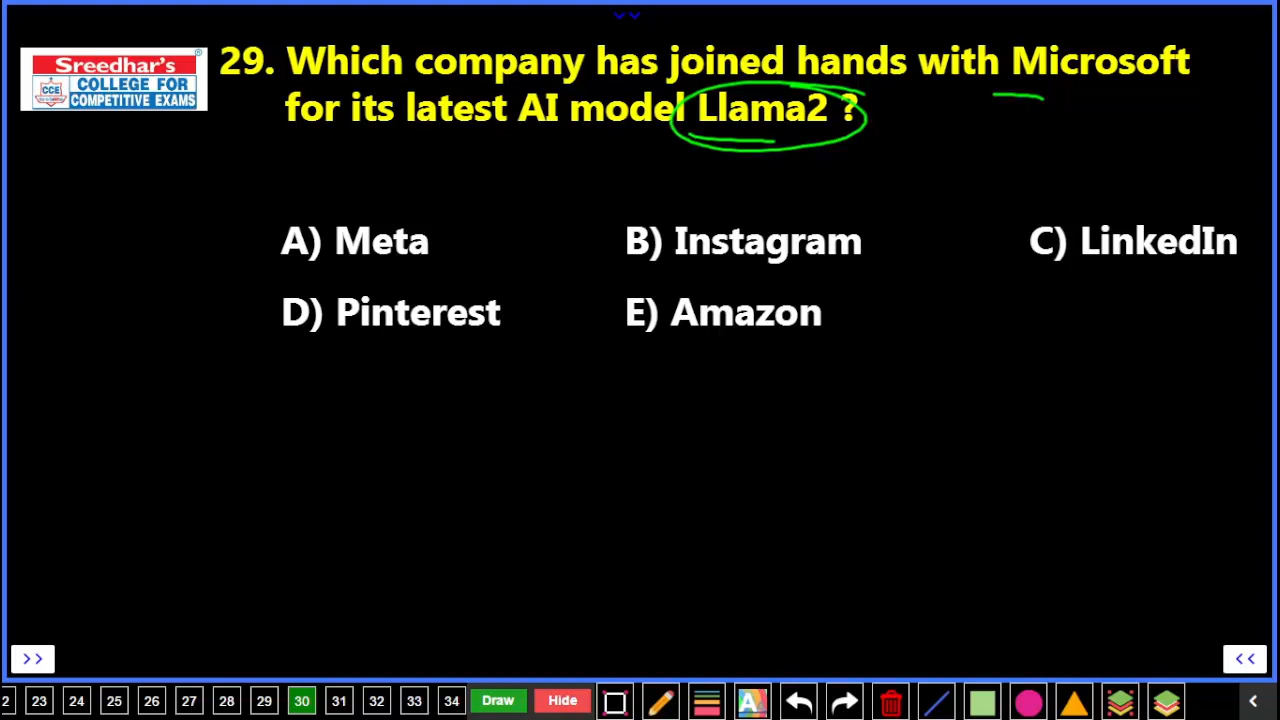 Sreedhar's
CCE
COLLEGE FOR
COMPETITIVE EXAMS
®
29. Which company has joined hands with Microsoft
for its latest AI model Llama2 ?
A) Meta B) Instagram C) LinkedIn
D) Pinterest E) Amazon
>> <<
2 23 24 25 26 27 28 29 30 31 32 33 34 Draw Hide A